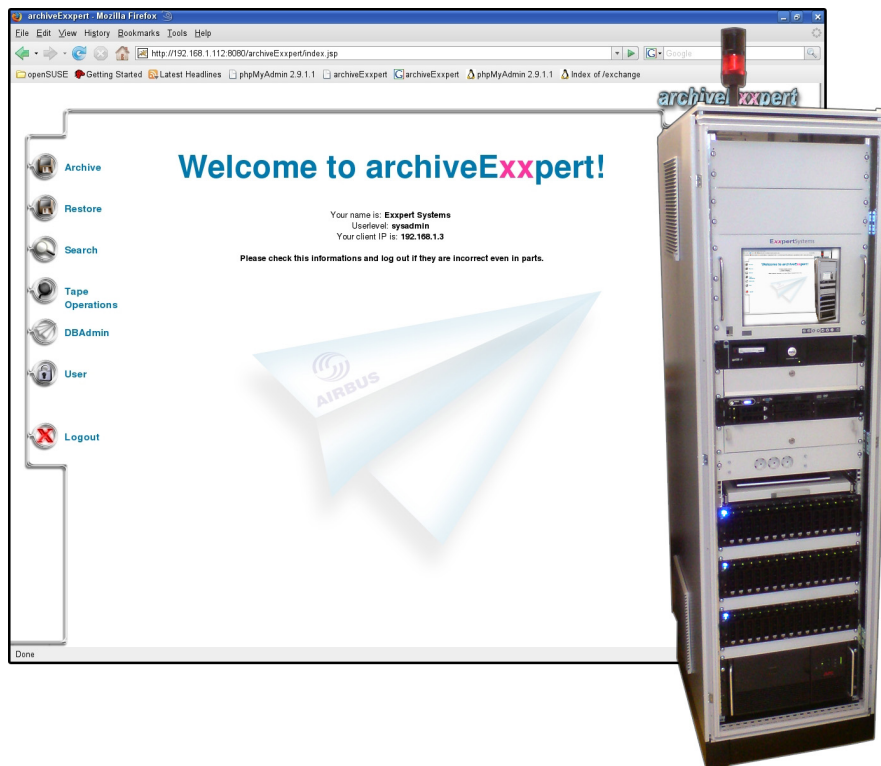 archiveExxpert - Mozilla Firefox
File Edit View History Bookmarks Tools Help
http://192.168.1.112:8080/archiveExxpert/index.jsp
Google
openSUSE Getting Started Latest Headlines phpMyAdmin 2.9.1.1 archiveExxpert archiveExxpert phpMyAdmin 2.9.1.1 Index of /exchange
archiveExxpert
Welcome to archiveExxpert!
Archive
Restore
Search
Tape
Operations
DBAdmin
User
Logout
Your name is: Exxpert Systems
Userlevel: sysadmin
Your client IP is: 192.168.1.3
Please check this informations and log out if they are incorrect even in parts.
AIRBUS
Done
ExxpertSystems
Welcome to archiveExxpert!